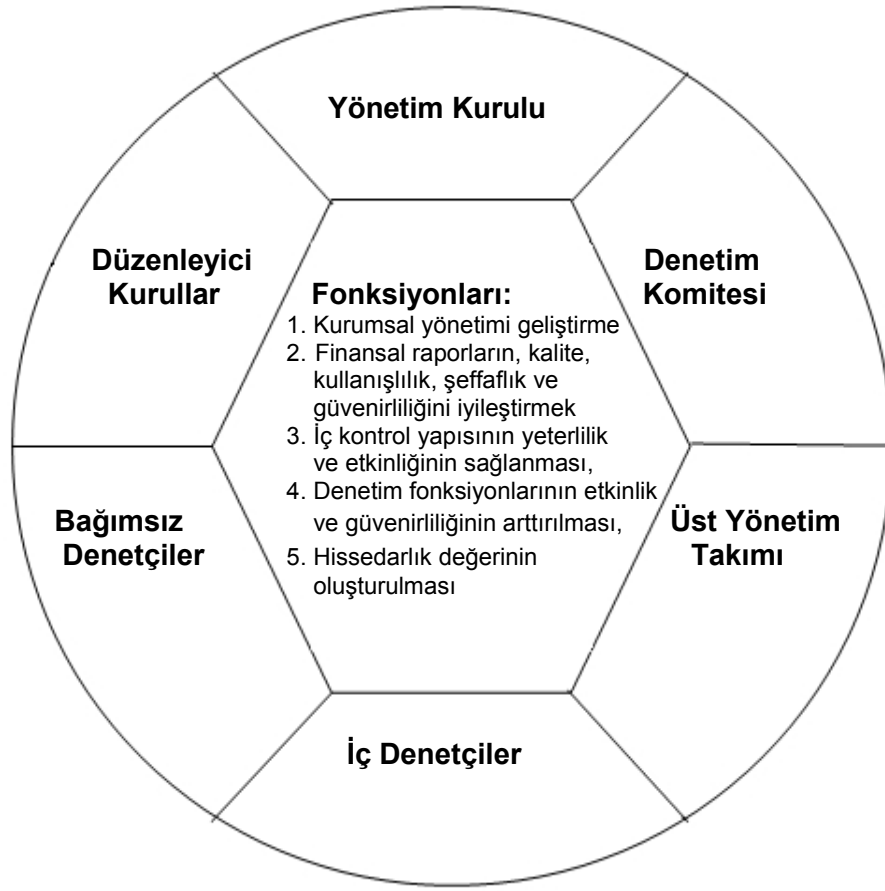 Yönetim Kurulu
Düzenleyici
Kurullar
Denetim
Komitesi
Fonksiyonları:
1. Kurumsal yönetimi geliştirme
2. Finansal raporların, kalite,
kullanışlılık, şeffaflık ve
güvenirliliğini iyileştirmek
3. İç kontrol yapısının yeterlilik
ve etkinliğinin sağlanması,
4. Denetim fonksiyonlarının etkinlik
ve güvenirliliğinin arttırılması,
5. Hissedarlık değerinin
oluşturulması
Bağımsız
Denetçiler
Üst Yönetim
Takımı
İç Denetçiler